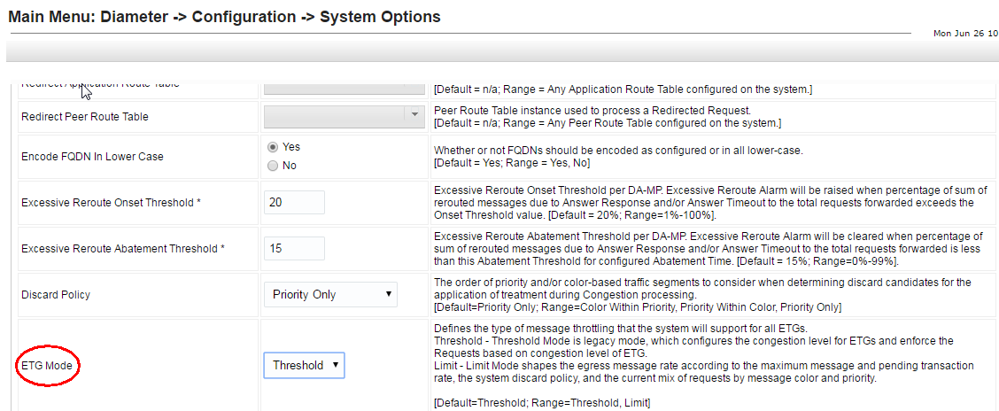 Main Menu: Diameter -> Configuration -> System Options
Mon Jun 26 10
Redirect Application Route Table
[Default = n/a; Range = Any Application Route Table configured on the system.]
Redirect Peer Route Table
Peer Route Table instance used to process a Redirected Request.
[Default = n/a; Range = Any Peer Route Table configured on the system.]
Encode FQDN In Lower Case
Yes
No
Whether or not FQDNs should be encoded as configured or in all lower-case.
[Default = Yes; Range = Yes, No]
Excessive Reroute Onset Threshold *
20
Excessive Reroute Onset Threshold per DA-MP. Excessive Reroute Alarm will be raised when percentage of sum of
rerouted messages due to Answer Response and/or Answer Timeout to the total requests forwarded exceeds the
Onset Threshold value. [Default = 20%; Range=1%-100%].
Excessive Reroute Abatement Threshold *
15
Excessive Reroute Abatement Threshold per DA-MP. Excessive Reroute Alarm will be cleared when percentage of
sum of rerouted messages due to Answer Response and/or Answer Timeout to the total requests forwarded is less
than this Abatement Threshold for configured Abatement Time. [Default = 15%; Range=0%-99%].
Discard Policy
Priority Only
The order of priority and/or color-based traffic segments to consider when determining discard candidates for the
application of treatment during Congestion processing.
[Default=Priority Only; Range=Color Within Priority, Priority Within Color, Priority Only]
ETG Mode
Threshold
Defines the type of message throttling that the system will support for all ETGs.
Threshold - Threshold Mode is legacy mode, which configures the congestion level for ETGs and enforce the
Requests based on congestion level of ETG.
Limit - Limit Mode shapes the egress message rate according to the maximum message and pending transaction
rate, the system discard policy, and the current mix of requests by message color and priority.
[Default=Threshold; Range=Threshold, Limit]